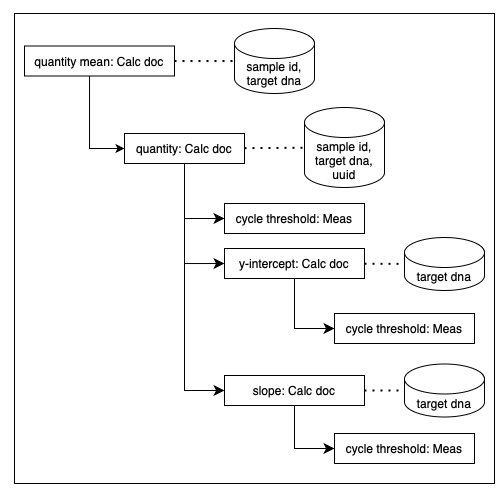 quantity mean: Calc doc
sample id,
target dna
quantity: Calc doc
sample id,
target dna,
uuid
cycle threshold: Meas
y-intercept: Calc doc
target dna
cycle threshold: Meas
slope: Calc doc
target dna
cycle threshold: Meas